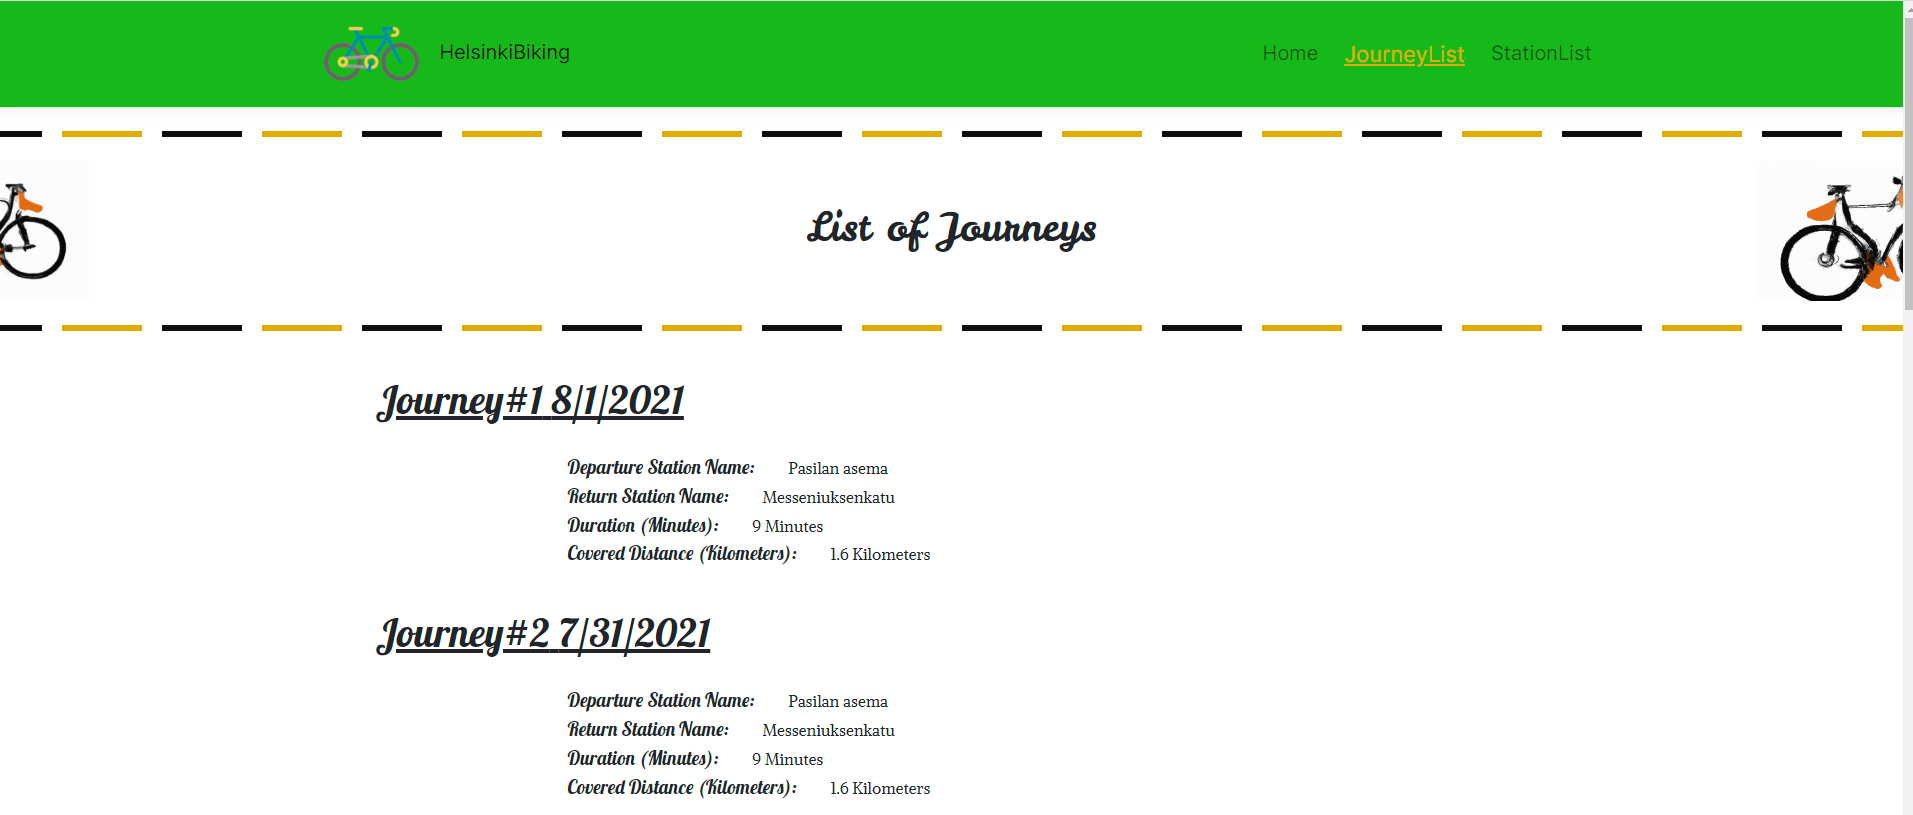 HelsinkiBiking
Home JourneyList StationList
List of Journeys
Journey#1 8/1/2021
Departure Station Name: Pasilan asema
Return Station Name: Messeniuksenkatu
Duration (Minutes): 9 Minutes
Covered Distance (Kilometers): 1.6 Kilometers
Journey#2 7/31/2021
Departure Station Name: Pasilan asema
Return Station Name: Messeniuksenkatu
Duration (Minutes): 9 Minutes
Covered Distance (Kilometers): 1.6 Kilometers